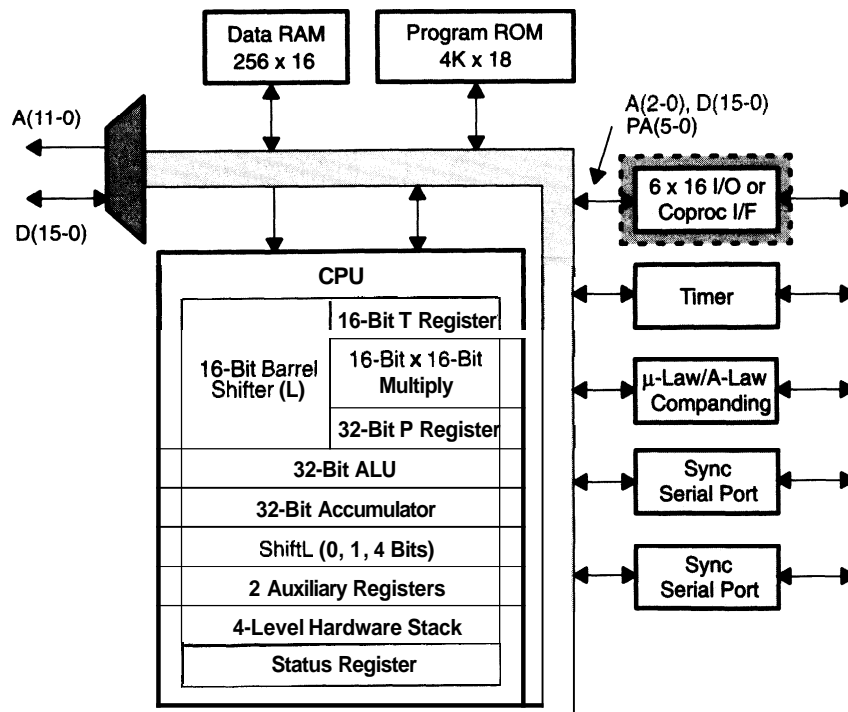 Data RAM
256 x 16
Program ROM
4K x 18
A(11-0)
D(15-0)
A(2-0), D(15-0)
PA(5-0)
6 x 16 I/O or
Coproc I/F
CPU
16-Bit T Register
16-Bit Barrel
Shifter (L)
16-Bit x 16-Bit
Multiply
32-Bit P Register
32-Bit ALU
32-Bit Accumulator
ShiftL (0, 1, 4 Bits)
2 Auxiliary Registers
4-Level Hardware Stack
Status Register
Timer
μ-Law/A-Law
Companding
Sync
Serial Port
Sync
Serial Port